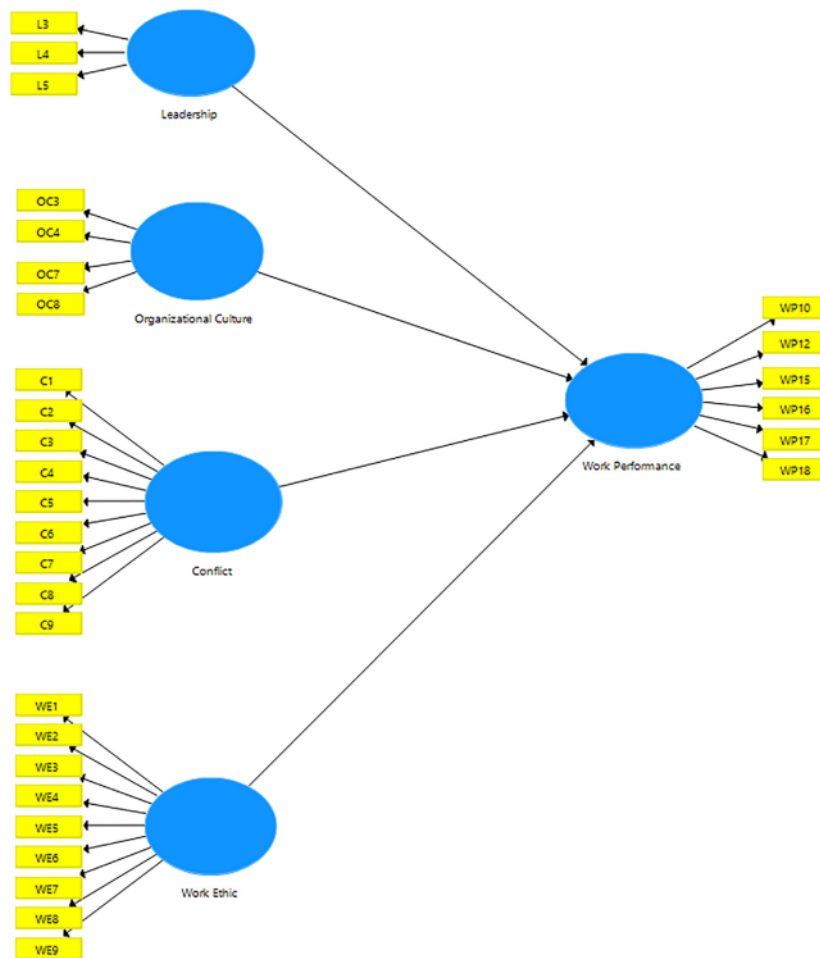 L3
L4
L5
Leadership
OC3
OC4
OC7
OC8
Organizational Culture
C1
C2
C3
C4
C5
C6
C7
C8
C9
Conflict
WE1
WE2
WE3
WE4
WE5
WE6
WE7
WE8
WE9
Work Ethic
WP10
WP12
WP15
WP16
WP17
WP18
Work Performance